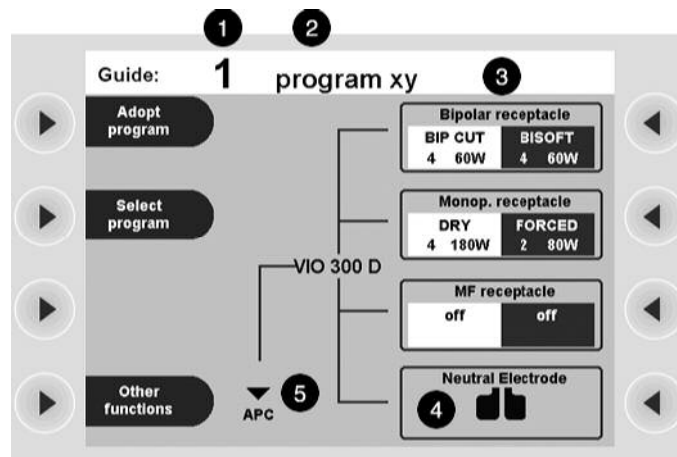 1 2
Guide: 1 program xy 3
Adopt
program
Select
program
Other
functions
VIO 300 D
APC
5
Bipolar receptacle
BIP CUT BISOFT
4 60W 4 60W
Monop. receptacle
DRY FORCED
4 180W 2 80W
MF receptacle
off off
Neutral Electrode
4